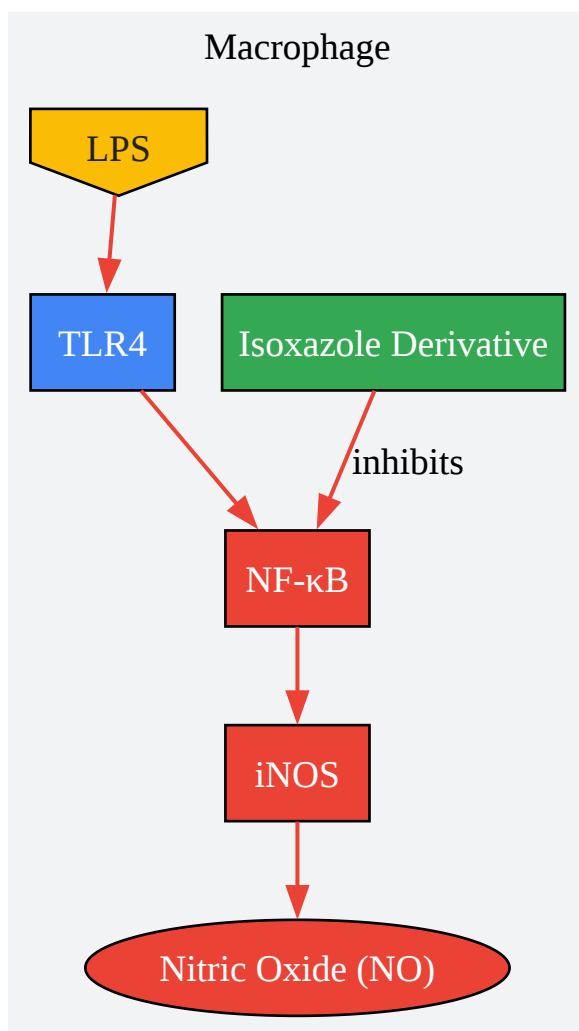 Macrophage
LPS
TLR4
Isoxazole Derivative
inhibits
NF-κB
iNOS
Nitric Oxide (NO)